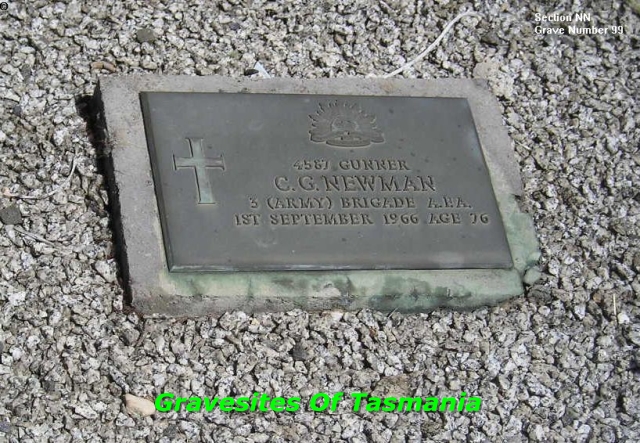 Section NN
Grave Number 99
4587 GUNNER
C. G. NEWMAN
3 (ARMY) BRIGADE A.F.A.
1ST SEPTEMBER 1966 AGE 76
Gravesites Of Tasmania